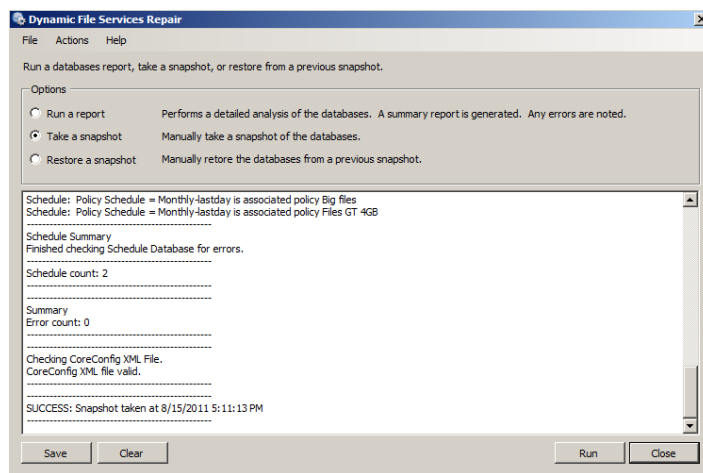 Dynamic File Services Repair
File Actions Help
Run a databases report, take a snapshot, or restore from a previous snapshot.
Options
Run a report Performs a detailed analysis of the databases. A summary report is generated. Any errors are noted.
Take a snapshot Manually take a snapshot of the databases.
Restore a snapshot Manually retore the databases from a previous snapshot.
Schedule: Policy Schedule = Monthly-lastday is associated policy Big files
Schedule: Policy Schedule = Monthly-lastday is associated policy Files GT 4GB
--------------------------------------------------
Schedule Summary
Finished checking Schedule Database for errors.
--------------------------------------------------
Schedule count: 2
--------------------------------------------------
--------------------------------------------------
Summary
Error count: 0
--------------------------------------------------
--------------------------------------------------
Checking CoreConfig XML File.
CoreConfig XML file valid.
--------------------------------------------------
--------------------------------------------------
SUCCESS: Snapshot taken at 8/15/2011 5:11:13 PM
--------------------------------------------------
Save Clear Run Close